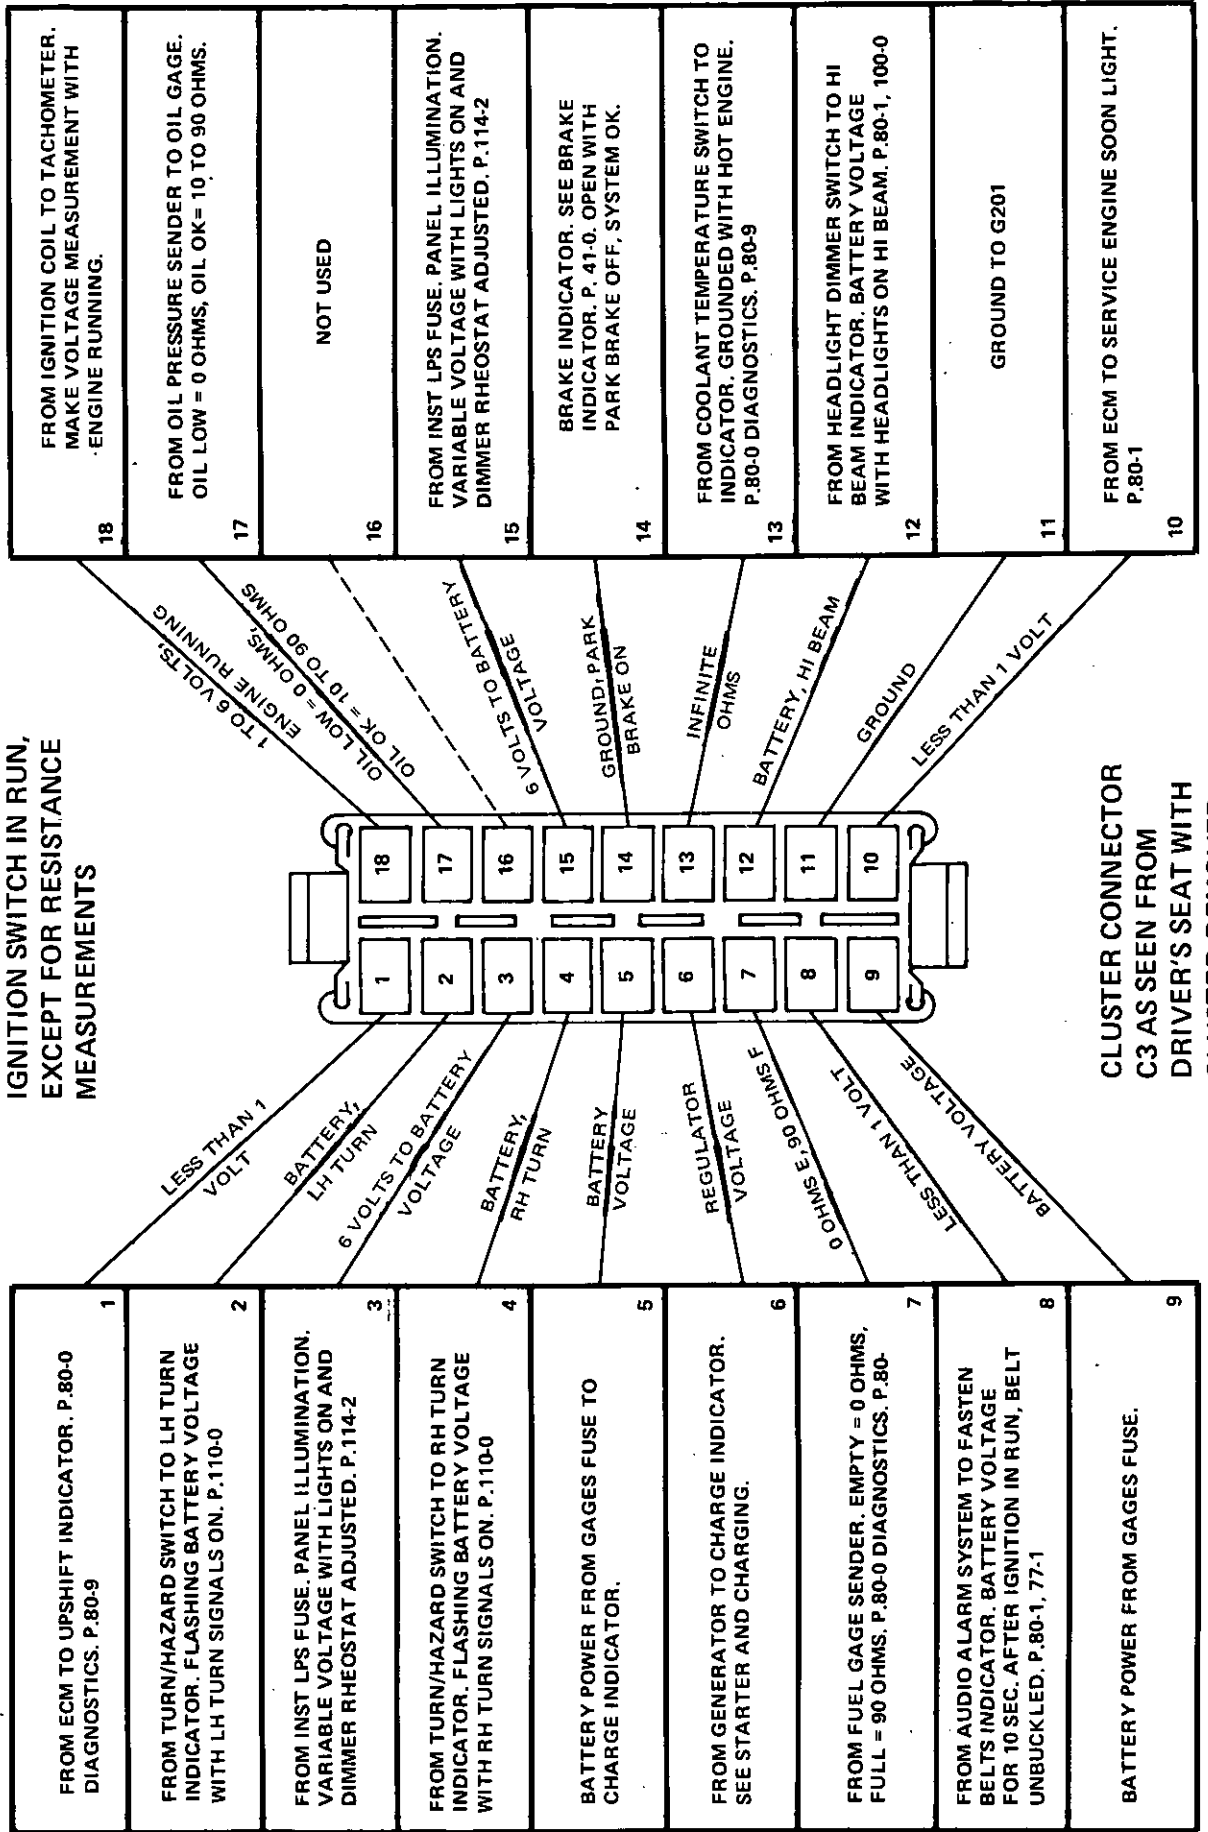 IGNITION SWITCH IN RUN,
EXCEPT FOR RESISTANCE
MEASUREMENTS
FROM ECM TO UPSHIFT INDICATOR. P.80-0
DIAGNOSTICS. P.80-9
1
FROM TURN/HAZARD SWITCH TO LH TURN
INDICATOR. FLASHING BATTERY VOLTAGE
WITH LH TURN SIGNALS ON. P.110-0
2
FROM INST LPS FUSE. PANEL ILLUMINATION.
VARIABLE VOLTAGE WITH LIGHTS ON AND
DIMMER RHEOSTAT ADJUSTED. P.114-2
3
FROM TURN/HAZARD SWITCH TO RH TURN
INDICATOR. FLASHING BATTERY VOLTAGE
WITH RH TURN SIGNALS ON. P.110-0
4
BATTERY POWER FROM GAGES FUSE TO
CHARGE INDICATOR.
5
FROM GENERATOR TO CHARGE INDICATOR.
SEE STARTER AND CHARGING.
6
FROM FUEL GAGE SENDER. EMPTY = 0 OHMS,
FULL = 90 OHMS. P.80-0 DIAGNOSTICS. P.80-
7
FROM AUDIO ALARM SYSTEM TO FASTEN
BELTS INDICATOR. BATTERY VOLTAGE
FOR 10 SEC. AFTER IGNITION IN RUN, BELT
UNBUCKLED. P.80-1, 77-1
8
BATTERY POWER FROM GAGES FUSE.
9
LESS THAN 1
VOLT
BATTERY,
LH TURN
6 VOLTS TO BATTERY
VOLTAGE
BATTERY,
RH TURN
BATTERY
VOLTAGE
REGULATOR
VOLTAGE
0 OHMS E, 90 OHMS F
LESS THAN 1 VOLT
BATTERY VOLTAGE
1 18
2 17
3 16
4 15
5 14
6 13
7 12
8 11
9 10
1 TO 6 VOLTS,
ENGINE RUNNING
OIL LOW = 0 OHMS,
OIL OK = 10 TO 90 OHMS
6 VOLTS TO BATTERY
VOLTAGE
GROUND, PARK
BRAKE ON
INFINITE
OHMS
BATTERY, HI BEAM
GROUND
LESS THAN 1 VOLT
FROM IGNITION COIL TO TACHOMETER.
MAKE VOLTAGE MEASUREMENT WITH
ENGINE RUNNING.
18
FROM OIL PRESSURE SENDER TO OIL GAGE.
OIL LOW = 0 OHMS, OIL OK= 10 TO 90 OHMS.
17
NOT USED
16
FROM INST LPS FUSE. PANEL ILLUMINATION.
VARIABLE VOLTAGE WITH LIGHTS ON AND
DIMMER RHEOSTAT ADJUSTED. P.114-2
15
BRAKE INDICATOR. SEE BRAKE
INDICATOR. P. 41-0. OPEN WITH
PARK BRAKE OFF, SYSTEM OK.
14
FROM COOLANT TEMPERATURE SWITCH TO
INDICATOR. GROUNDED WITH HOT ENGINE.
P.80-0 DIAGNOSTICS. P.80-9
13
FROM HEADLIGHT DIMMER SWITCH TO HI
BEAM INDICATOR. BATTERY VOLTAGE
WITH HEADLIGHTS ON HI BEAM. P.80-1, 100-0
12
GROUND TO G201
11
FROM ECM TO SERVICE ENGINE SOON LIGHT.
P.80-1
10
CLUSTER CONNECTOR
C3 AS SEEN FROM
DRIVER'S SEAT WITH